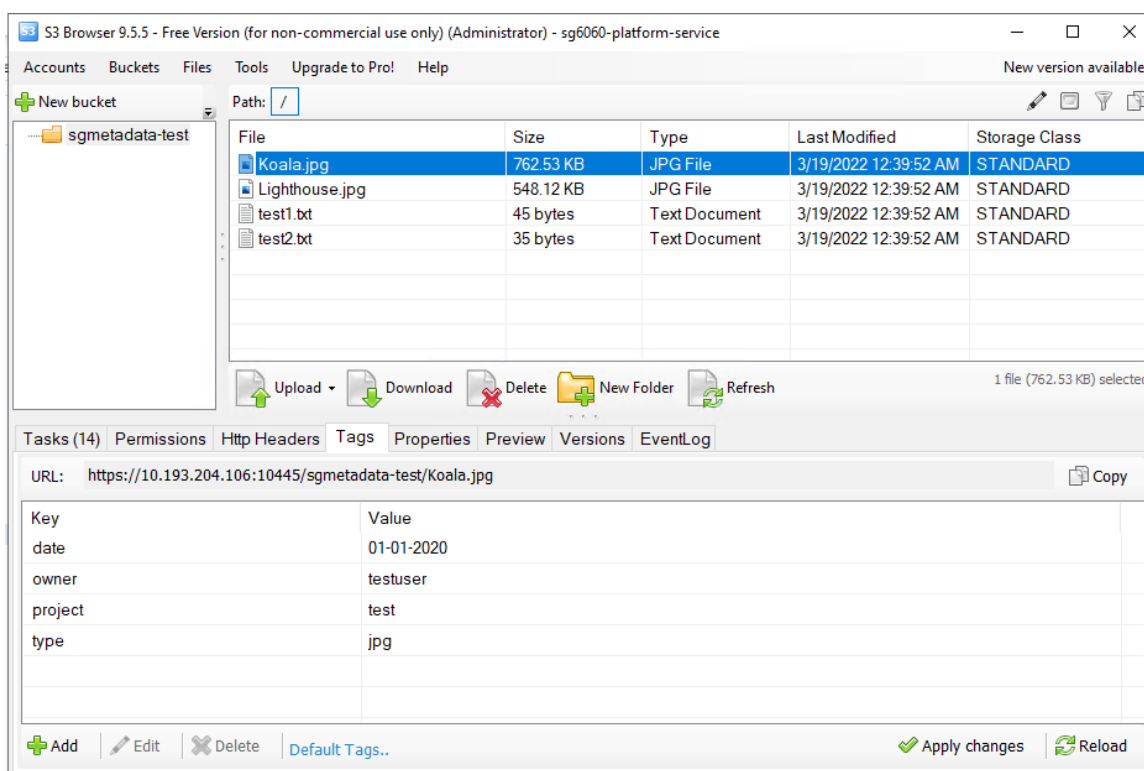 S3 S3 Browser 9.5.5 - Free Version (for non-commercial use only) (Administrator) - sg6060-platform-service
Accounts Buckets Files Tools Upgrade to Pro! Help New version available
New bucket Path: /
sgmetadata-test
File Size Type Last Modified Storage Class
Koala.jpg 762.53 KB JPG File 3/19/2022 12:39:52 AM STANDARD
Lighthouse.jpg 548.12 KB JPG File 3/19/2022 12:39:52 AM STANDARD
test1.txt 45 bytes Text Document 3/19/2022 12:39:52 AM STANDARD
test2.txt 35 bytes Text Document 3/19/2022 12:39:52 AM STANDARD
Upload Download Delete New Folder Refresh 1 file (762.53 KB) selected
Tasks (14) Permissions Http Headers Tags Properties Preview Versions EventLog
URL: https://10.193.204.106:10445/sgmetadata-test/Koala.jpg Copy
Key Value
date 01-01-2020
owner testuser
project test
type jpg
Add Edit Delete Default Tags.. Apply changes Reload